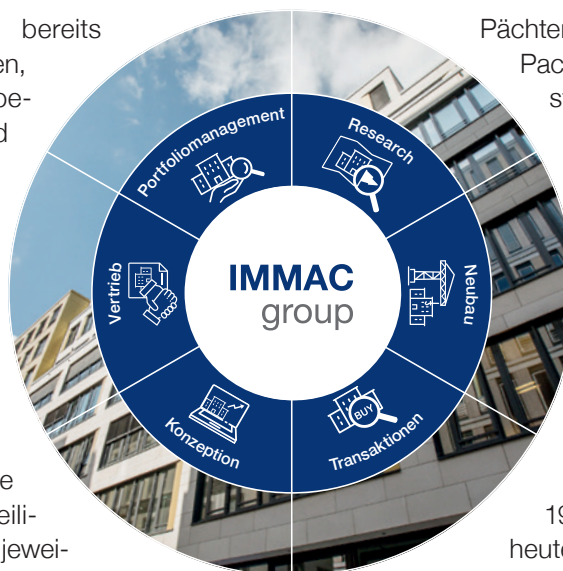 bereits
en,
be-
d
e
eili-
jewei-
Portfoliomanagement
Research
Neubau
Transaktionen
BUY
Konzeption
Vertrieb
IMMAC
group
Pächter
Pac
st
19
heute